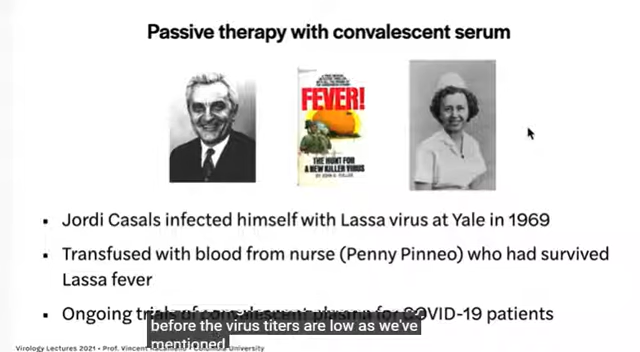 Passive therapy with convalescent serum
FEVER!
THE HUNT FOR
A NEW KILLER VIRUS
BY JOHN G. FULLER
▪ Jordi Casals infected himself with Lassa virus at Yale in 1969
▪ Transfused with blood from nurse (Penny Pinneo) who had survived
Lassa fever
▪ Ongoing trials of convalescent plasma for COVID-19 patients
before the virus titers are low as we've
mentioned
Virology Lectures 2021 • Prof. Vincent University